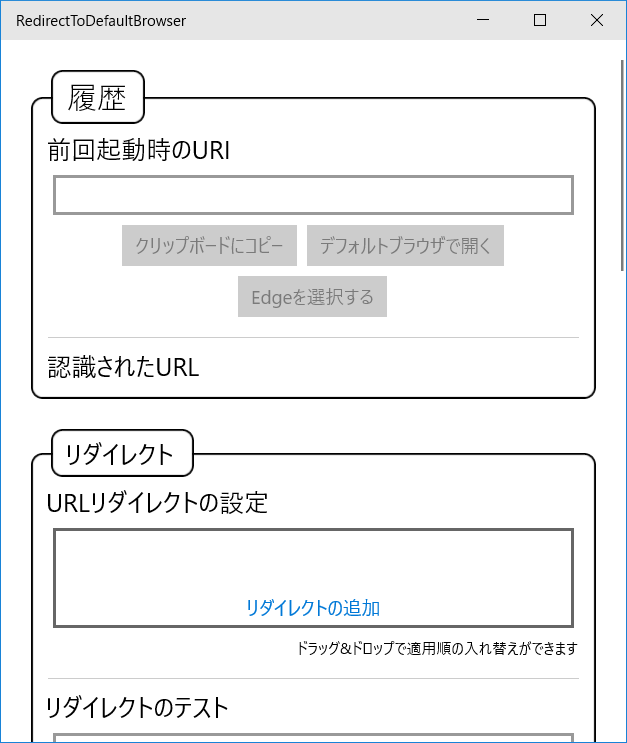 RedirectToDefaultBrowser
履歴
前回起動時のURI
クリップボードにコピー デフォルトブラウザで開く
Edgeを選択する
認識されたURL
リダイレクト
URLリダイレクトの設定
リダイレクトの追加
ドラッグ&ドロップで適用順の入れ替えができます
リダイレクトのテスト